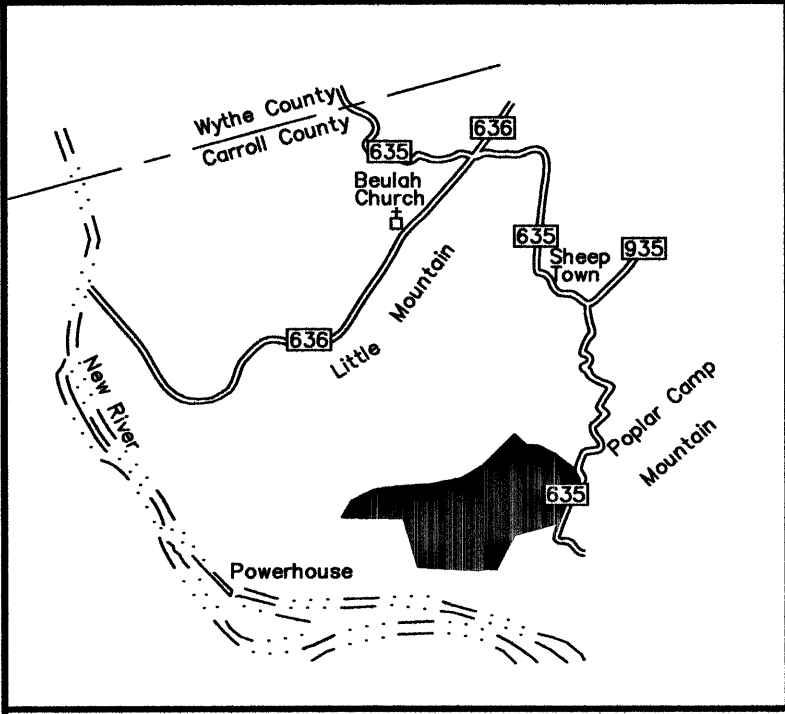 Wythe County
Carroll County
636
635
Beulah
Church
635
935
Sheep
Town
636
Little Mountain
New River
Poplar Camp
Mountain
635
Powerhouse